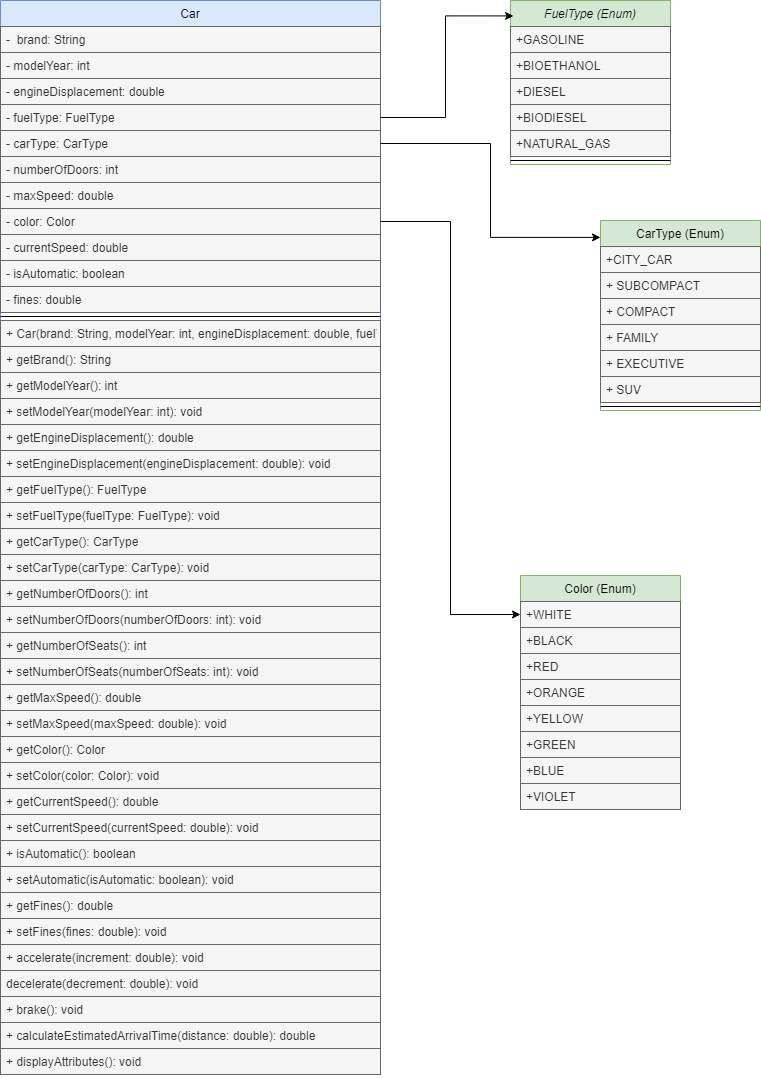 Car
- brand: String
- modelYear: int
- engineDisplacement: double
- fuelType: FuelType
- carType: CarType
- numberOfDoors: int
- maxSpeed: double
- color: Color
- currentSpeed: double
- isAutomatic: boolean
- fines: double
+ Car(brand: String, modelYear: int, engineDisplacement: double, fuel
+ getBrand(): String
+ getModelYear(): int
+ setModelYear(modelYear: int): void
+ getEngineDisplacement(): double
+ setEngineDisplacement(engineDisplacement: double): void
+ getFuelType(): FuelType
+ setFuelType(fuelType: FuelType): void
+ getCarType(): CarType
+ setCarType(carType: CarType): void
+ getNumberOfDoors(): int
+ setNumberOfDoors(numberOfDoors: int): void
+ getNumberOfSeats(): int
+ setNumberOfSeats(numberOfSeats: int): void
+ getMaxSpeed(): double
+ setMaxSpeed(maxSpeed: double): void
+ getColor(): Color
+ setColor(color: Color): void
+ getCurrentSpeed(): double
+ setCurrentSpeed(currentSpeed: double): void
+ isAutomatic(): boolean
+ setAutomatic(isAutomatic: boolean): void
+ getFines(): double
+ setFines(fines: double): void
+ accelerate(increment: double): void
decelerate(decrement: double): void
+ brake(): void
+ calculateEstimatedArrivalTime(distance: double): double
+ displayAttributes(): void
FuelType (Enum)
+GASOLINE
+BIOETHANOL
+DIESEL
+BIODIESEL
+NATURAL_GAS
CarType (Enum)
+CITY_CAR
+ SUBCOMPACT
+ COMPACT
+ FAMILY
+ EXECUTIVE
+ SUV
Color (Enum)
+WHITE
+BLACK
+RED
+ORANGE
+YELLOW
+GREEN
+BLUE
+VIOLET